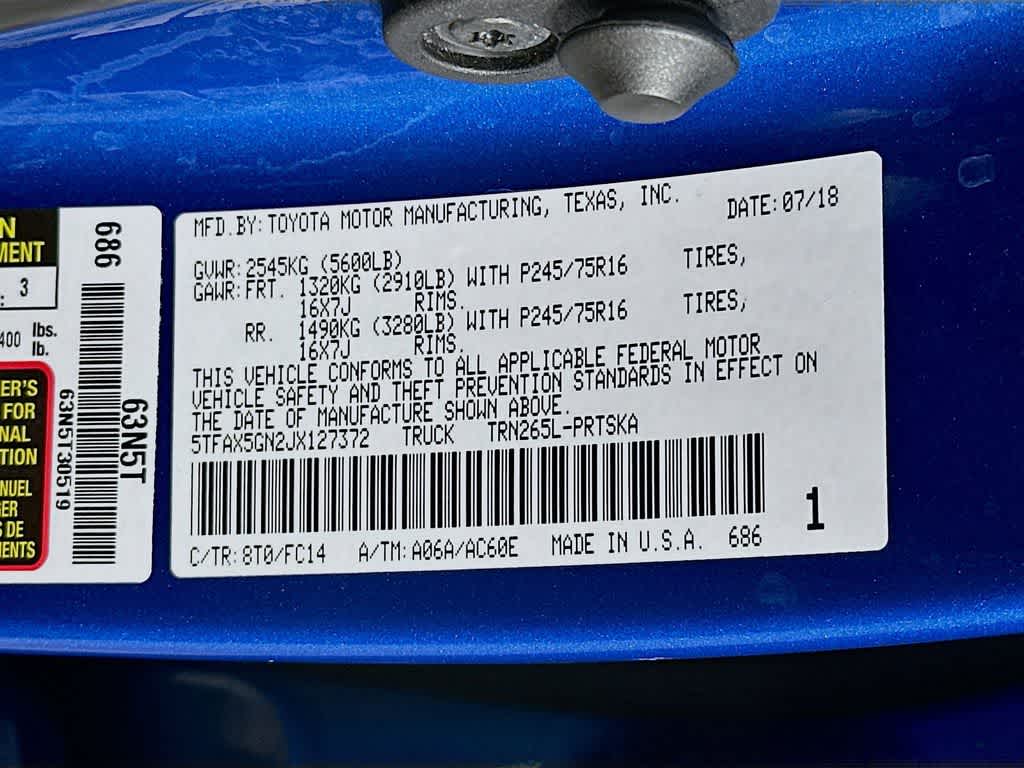 MFD.BY: TOYOTA MOTOR MANUFACTURING, TEXAS, INC. DATE: 07/18
GVWR: 2545KG (5600LB)
GAWR: FRT. 1320KG (2910LB) WITH P245/75R16 TIRES,
16X7J RIMS.
RR. 1490KG (3280LB) WITH P245/75R16 TIRES,
16X7J RIMS.
THIS VEHICLE CONFORMS TO ALL APPLICABLE FEDERAL MOTOR
VEHICLE SAFETY AND THEFT PREVENTION STANDARDS IN EFFECT ON
THE DATE OF MANUFACTURE SHOWN ABOVE.
5TFAX5GN2JX127372 TRUCK TRN265L-PRTSKA
C/TR: 8T0/FC14 A/TM: A06A/AC60E MADE IN U.S.A. 686
1
686
63N5T
63N5T30519
3
400 lbs.
lb.